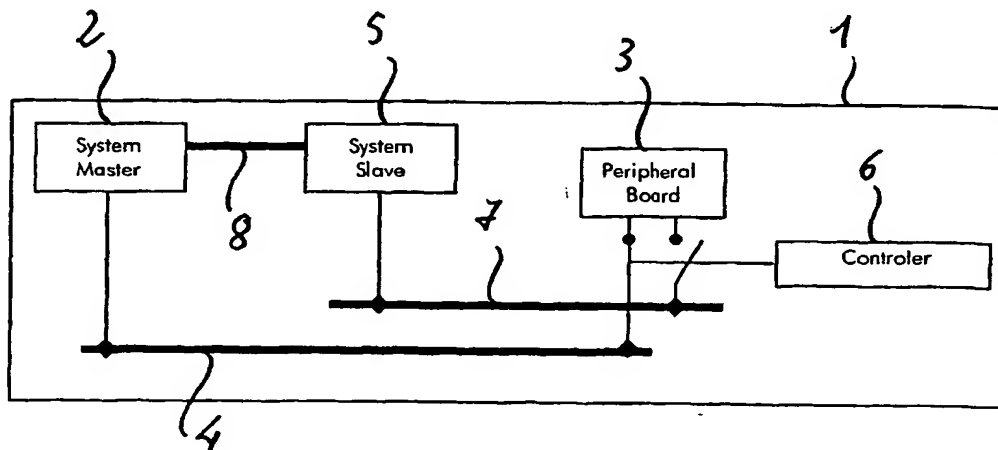 2
5
3
1
System
Master
System
Slave
Peripheral
Board
6
8
7
Controler
4